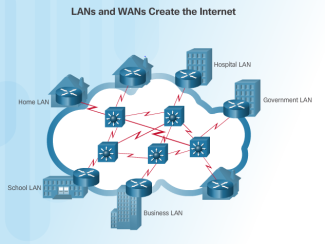 LANs and WANs Create the Internet
Hospital LAN
Home LAN
Government LAN
School LAN
Business LAN